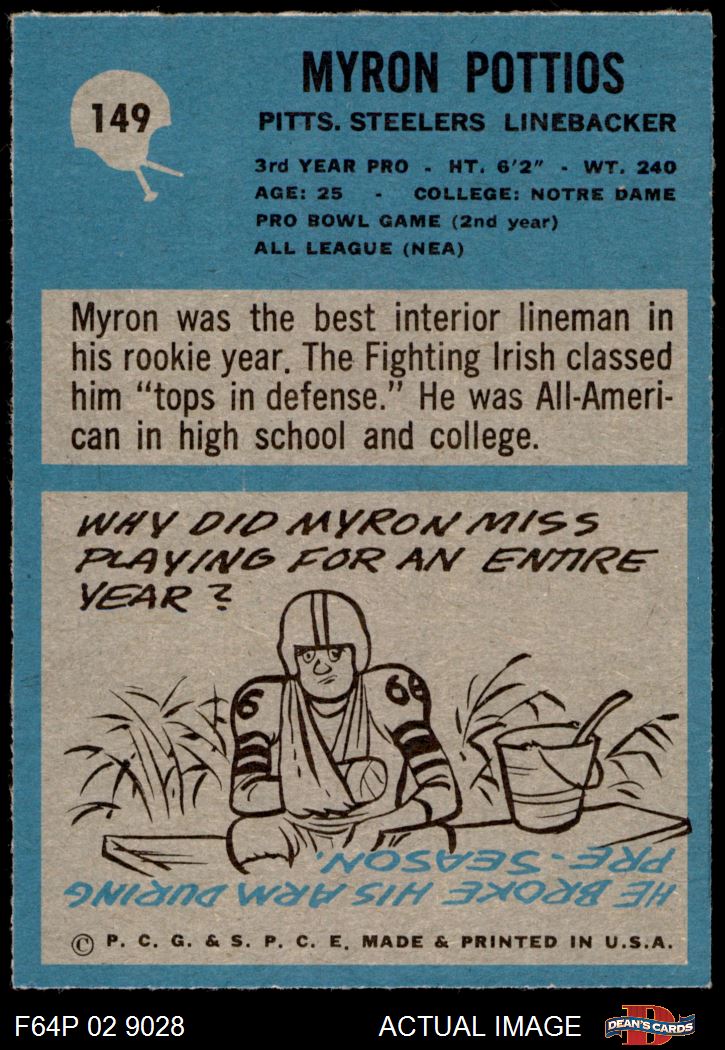 149
MYRON POTTIOS
PITTS. STEELERS LINEBACKER
3rd YEAR PRO - HT. 6'2" - WT. 240
AGE: 25 - COLLEGE: NOTRE DAME
PRO BOWL GAME (2nd year)
ALL LEAGUE (NEA)
Myron was the best interior lineman in
his rookie year. The Fighting Irish classed
him "tops in defense." He was All-Ameri-
can in high school and college.
WHY DID MYRON MISS
PLAYING FOR AN ENTIRE
YEAR?
6 66
HE BROKE HIS ARM DURING
PRE-SEASON.
© P. C. G. & S. P. C. E. MADE & PRINTED IN U.S.A.
F64P 02 9028 ACTUAL IMAGE
D
DEAN'S CARDS